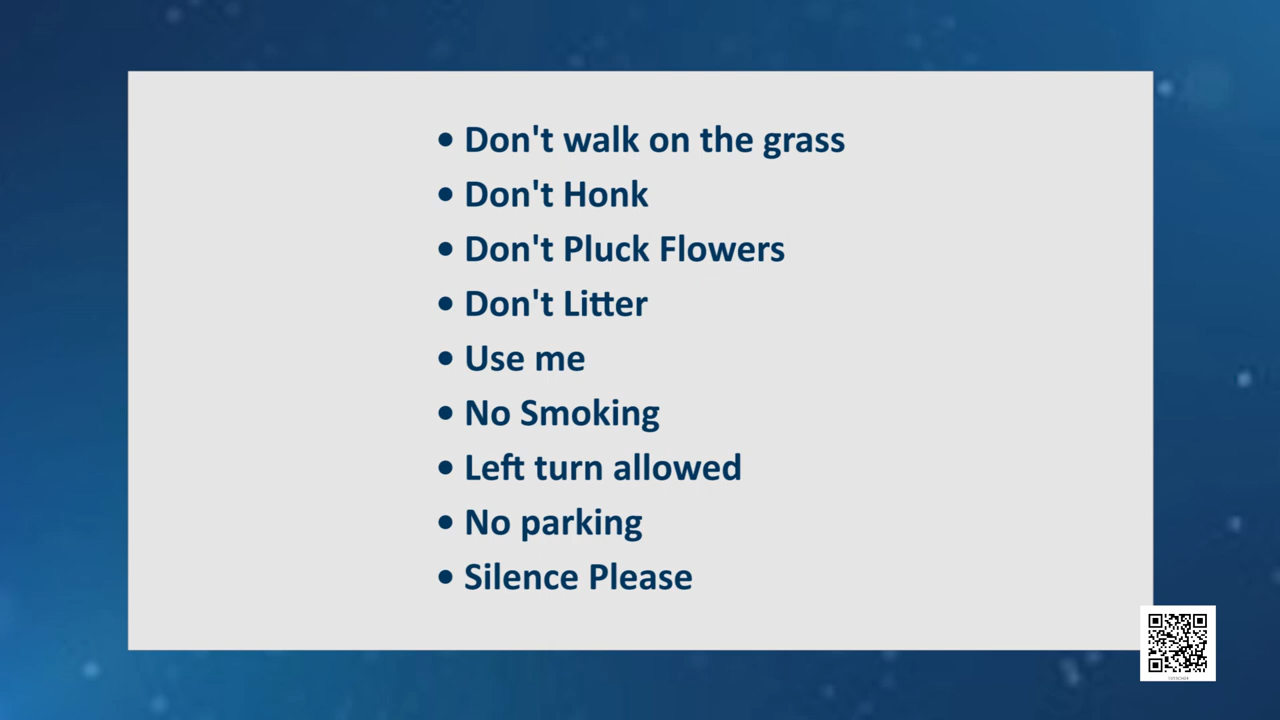 • Don't walk on the grass
• Don't Honk
• Don't Pluck Flowers
• Don't Litter
• Use me
• No Smoking
• Left turn allowed
• No parking
• Silence Please